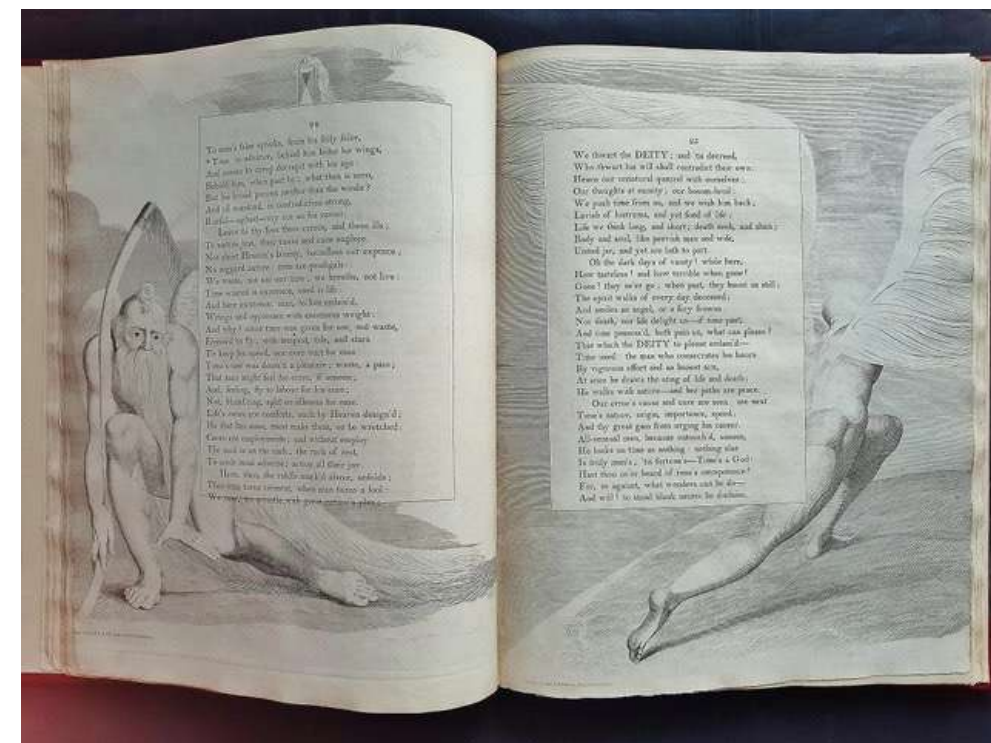 To man's false optics, from his folly false,
* Time, in advance, behind him hides his wings,
And seems to creep decrepit with his age:
Behold him, when past by; what then is seen,
But his broad pinions swifter than the winds?
And all mankind, in contradiction strong,
Rueful—aghast—cry out on his career.
Leave to thy foes these errors, and these ills;
To nature just, their cause and cure explore.
Not short Heaven's bounty, boundless our expence;
No niggard nature; men are prodigals:
We waste, not use our time; we breathe, not live:
Time wasted is existence, used is life:
And bare existence, man, to live ordain'd,
Wrings and oppresses with enormous weight:
And why? since time was given for use, not waste,
Enjoin'd to fly; with tempest, tide, and stars
To keep his speed, nor ever wait for man
Time's use was doom'd a pleasure; waste, a pain;
That man might feel his error, if unseen;
And, feeling, fly to labour for his cure;
Not, blundering, split on idleness for ease.
Life's cares are comforts, such by Heaven design'd;
He that has none, must make them, or be wretched:
Cares are employments; and without employ
The soul is on the rack, the rack of rest,
To souls most adverse; action all their joy.
Here, then, the riddle mark'd above, unfolds;
Then time turns torment, when man turns a fool:
We rave, we wrestle with great nature's plan;
25
We thwart the DEITY; and 'tis decreed,
Who thwart his will shall contradict their own.
Hence our unnatural quarrel with ourselves;
Our thoughts at enmity; our bosom-broil:
We push time from us, and we wish him back;
Lavish of lustrums, and yet fond of life:
Life we think long, and short; death seek, and shun;
Body and soul, like peevish man and wife,
United jar, and yet are loth to part.
Oh the dark days of vanity! while here,
How tasteless! and how terrible when gone!
Gone? they ne'er go; when past, they haunt us still;
The spirit walks of every day deceased;
And smiles an angel, or a fury frowns
Nor death, nor life delight us—if time past,
And time possess'd, both pain us, what can please?
That which the DEITY to please ordain'd—
Time used: the man who consecrates his hours
By vigorous effort and an honest aim,
At once he draws the sting of life and death;
He walks with nature—and her paths are peace.
Our error's cause and cure are seen: see next
Time's nature, origin, importance, speed;
And thy great gain from urging his career.
All-sensual man, because untouch'd, unseen,
He looks on time as nothing: nothing else
Is truly man's; 'tis fortune's—Time's a God:
Hast thou ne'er heard of time's omnipotence?
For, or against, what wonders can he do—
And will! to stand blank neuter he disdains.